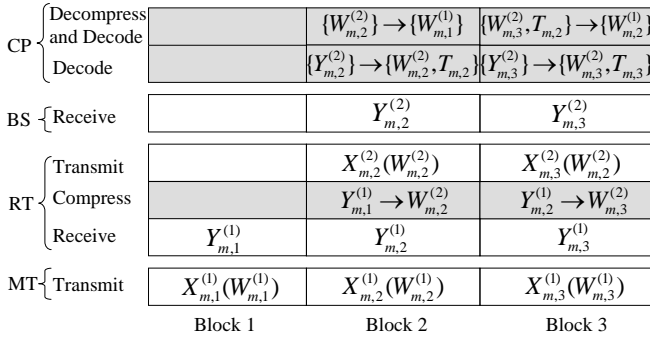 CP Decompress and Decode {W_{m,2}^{(2)}} → {W_{m,1}^{(1)}} {W_{m,3}^{(2)}, T_{m,2}} → {W_{m,2}^{(1)}}
Decode {Y_{m,2}^{(2)}} → {W_{m,2}^{(2)}, T_{m,2}} {Y_{m,3}^{(2)}} → {W_{m,3}^{(2)}, T_{m,3}}
BS Receive Y_{m,2}^{(2)} Y_{m,3}^{(2)}
Transmit X_{m,2}^{(2)}(W_{m,2}^{(2)}) X_{m,3}^{(2)}(W_{m,2}^{(2)})
RT Compress Y_{m,1}^{(1)} → W_{m,2}^{(2)} Y_{m,2}^{(1)} → W_{m,3}^{(2)}
Receive Y_{m,1}^{(1)} Y_{m,2}^{(1)} Y_{m,3}^{(1)}
MT Transmit X_{m,1}^{(1)}(W_{m,1}^{(1)}) X_{m,2}^{(1)}(W_{m,2}^{(1)}) X_{m,3}^{(1)}(W_{m,3}^{(1)})
Block 1 Block 2 Block 3